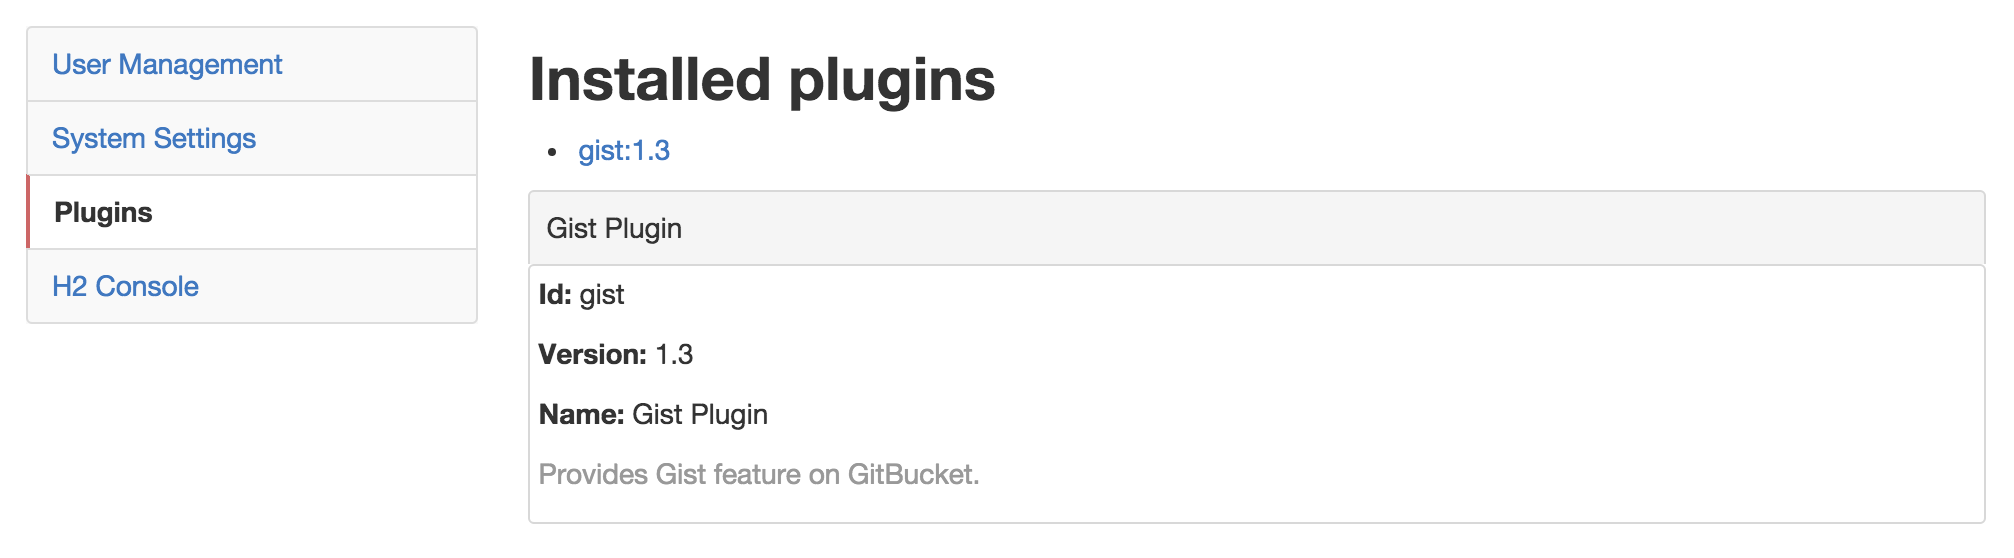 User Management
System Settings
Plugins
H2 Console
Installed plugins
• gist:1.3
Gist Plugin
Id: gist
Version: 1.3
Name: Gist Plugin
Provides Gist feature on GitBucket.